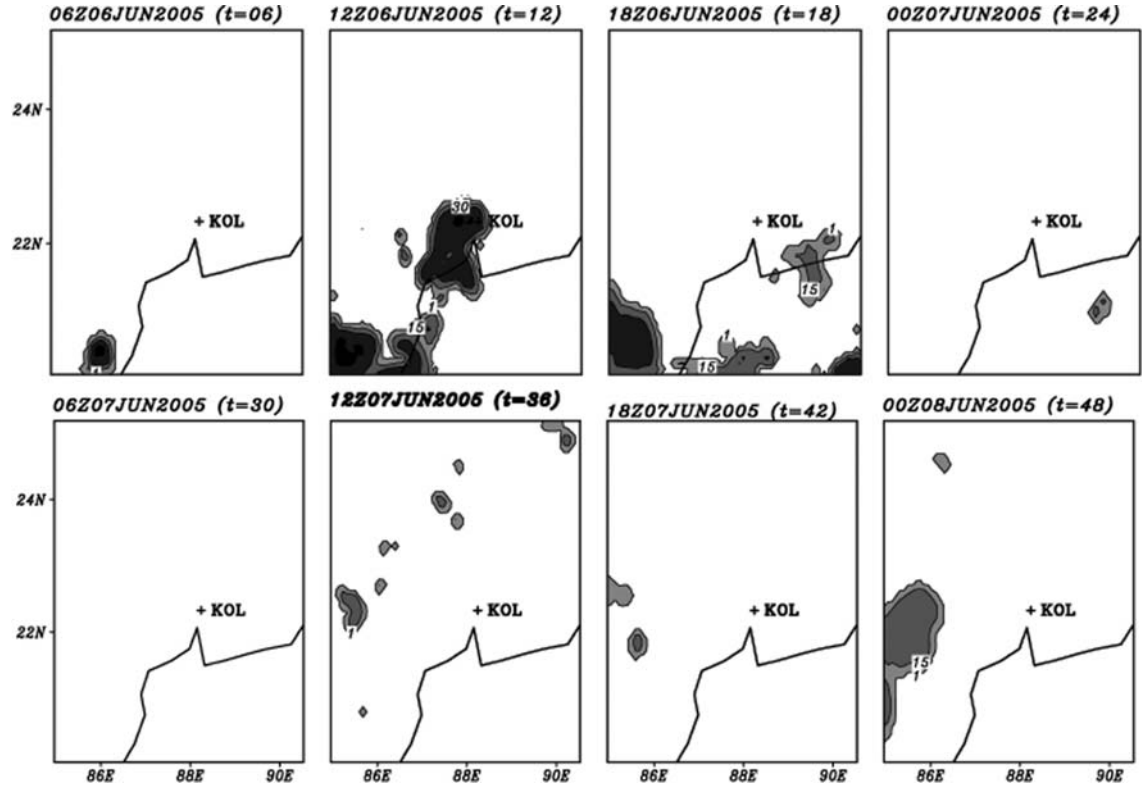 06Z06JUN2005 (t=06) 12Z06JUN2005 (t=12) 18Z06JUN2005 (t=18) 00Z07JUN2005 (t=24)
24N
30
+ KOL + KOL + KOL + KOL
1
22N
15
1
15
1
15
06Z07JUN2005 (t=30) 12Z07JUN2005 (t=36) 18Z07JUN2005 (t=42) 00Z08JUN2005 (t=48)
24N
+ KOL + KOL + KOL + KOL
22N
1
15
1
86E 88E 90E 86E 88E 90E 86E 88E 90E 86E 88E 90E